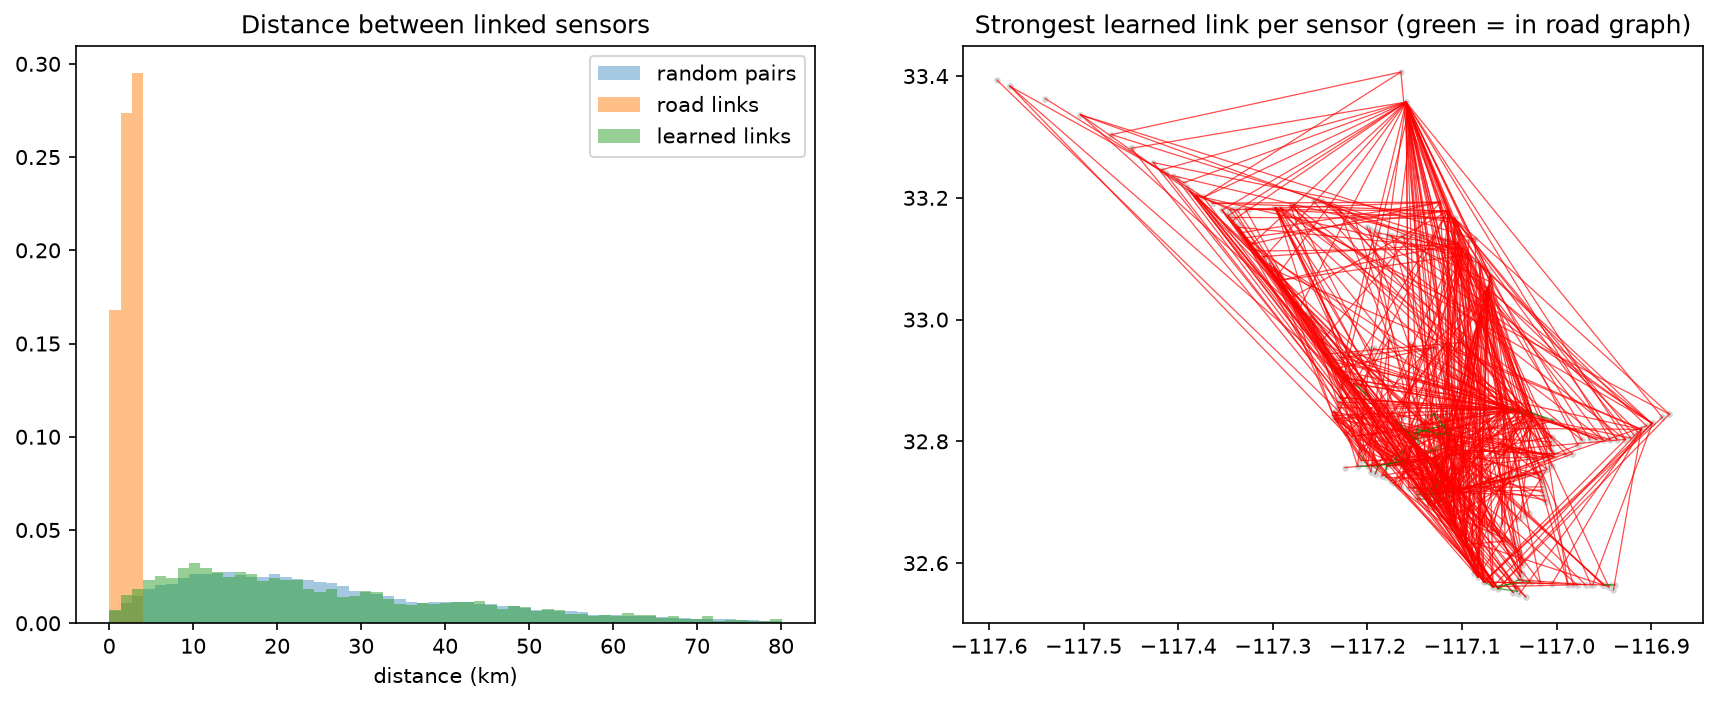 Distance between linked sensors
0.30
0.25
0.20
0.15
0.10
0.05
0.00
random pairs
road links
learned links
0 10 20 30 40 50 60 70 80
distance (km)
Strongest learned link per sensor (green = in road graph)
33.4
33.2
33.0
32.8
32.6
−117.6 −117.5 −117.4 −117.3 −117.2 −117.1 −117.0 −116.9